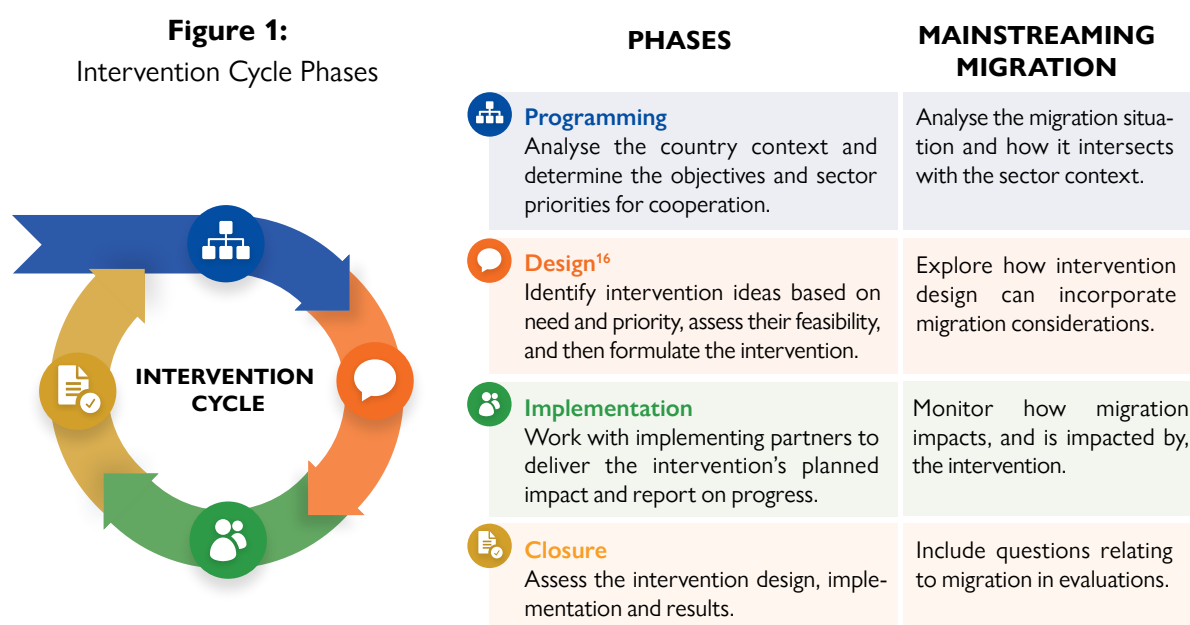 Figure 1:
Intervention Cycle Phases
INTERVENTION
CYCLE
PHASES
MAINSTREAMING
MIGRATION
Programming
Analyse the country context and
determine the objectives and sector
priorities for cooperation.
Analyse the migration situa-
tion and how it intersects
with the sector context.
Design16
Identify intervention ideas based on
need and priority, assess their feasibility,
and then formulate the intervention.
Explore how intervention
design can incorporate
migration considerations.
Implementation
Work with implementing partners to
deliver the intervention's planned
impact and report on progress.
Monitor how migration
impacts, and is impacted by,
the intervention.
Closure
Assess the intervention design, imple-
mentation and results.
Include questions relating
to migration in evaluations.